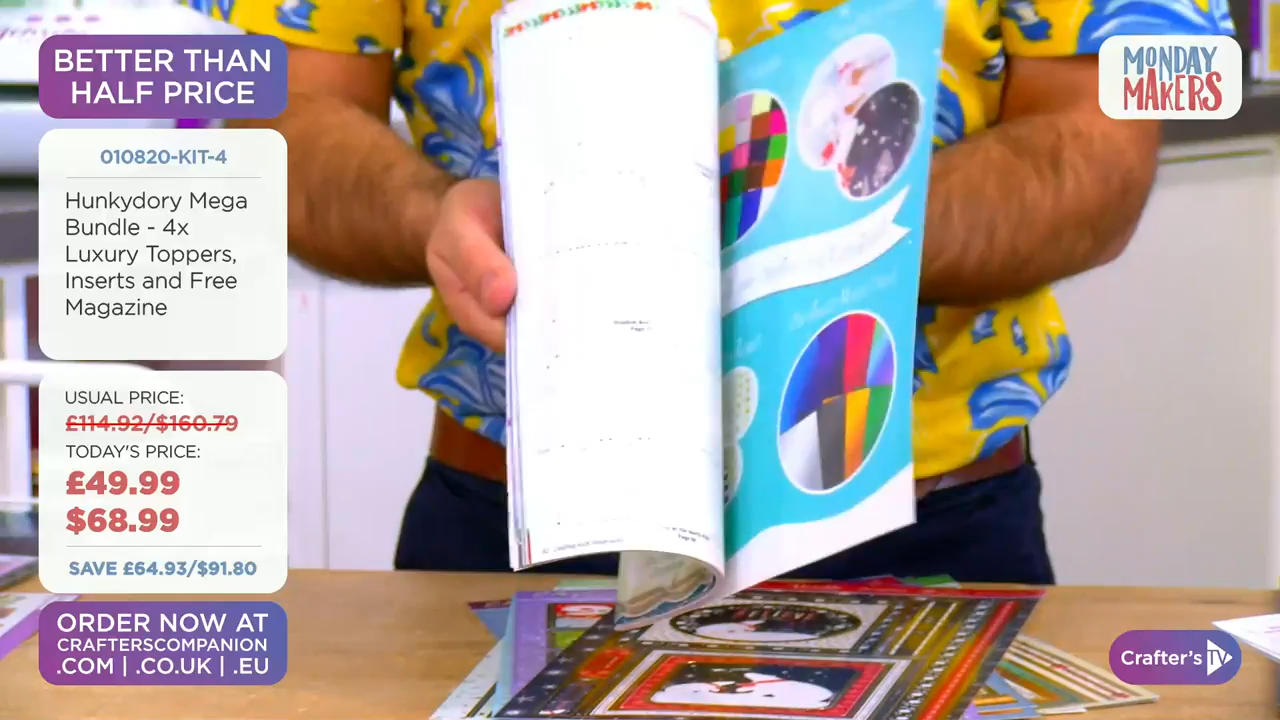 BETTER THAN
HALF PRICE
010820-KIT-4
Hunkydory Mega
Bundle - 4x
Luxury Toppers,
Inserts and Free
Magazine
USUAL PRICE:
£114.92/$160.79
TODAY'S PRICE:
£49.99
$68.99
SAVE £64.93/$91.80
ORDER NOW AT
CRAFTERSCOMPANION
.COM | .CO.UK | .EU
MONDAY
MAKERS
Crafter's TV